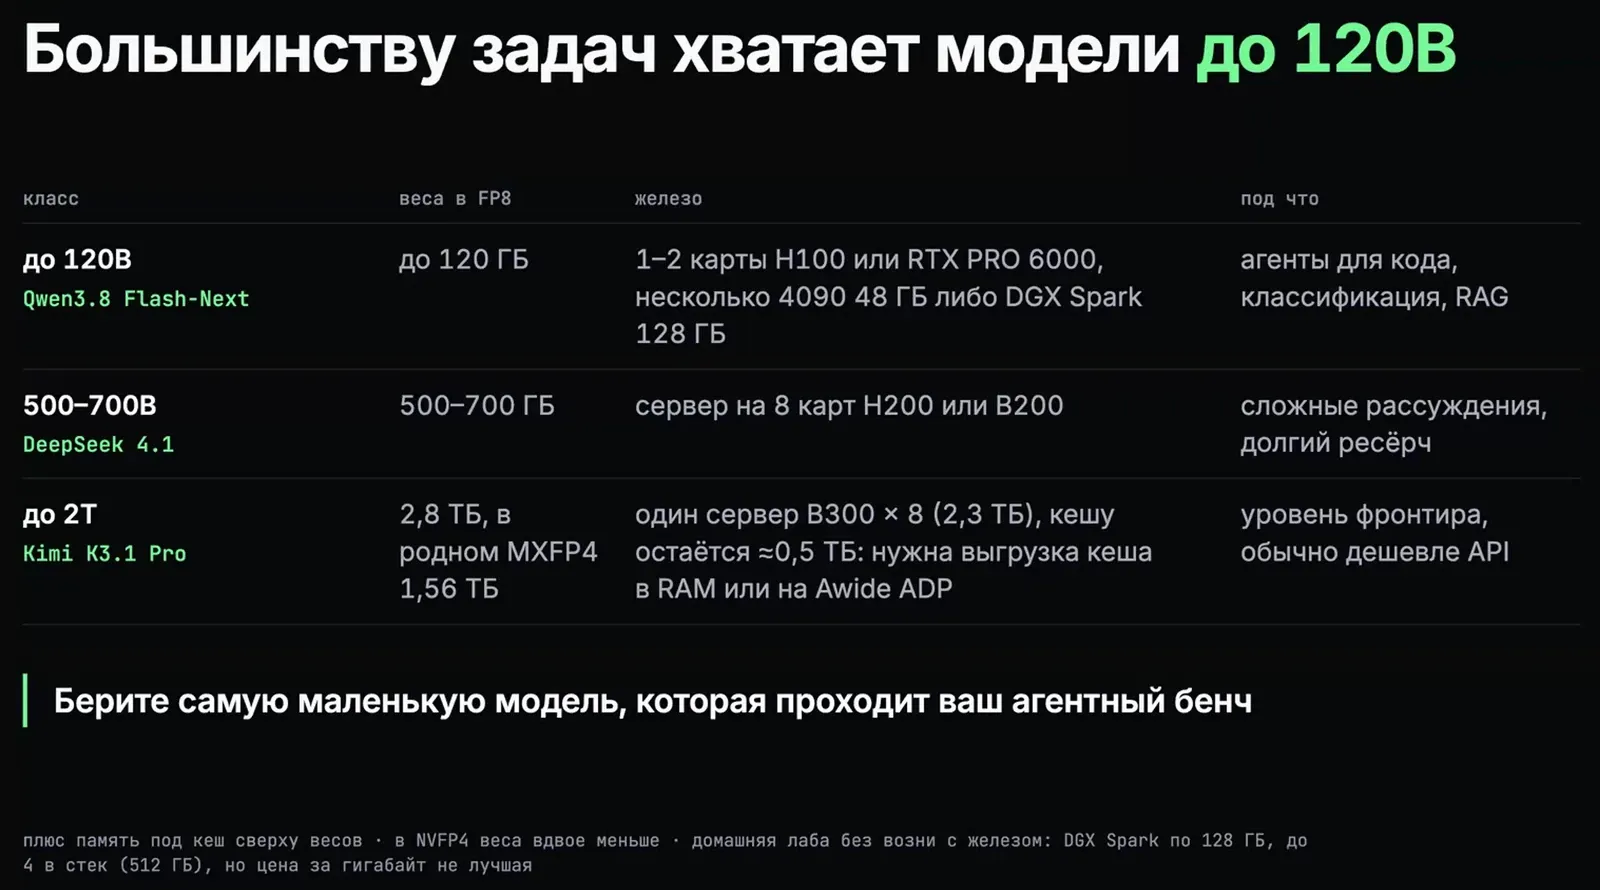 Большинству задач хватает модели до 120B
класс веса в FP8 железо под что
до 120B до 120 ГБ 1–2 карты H100 или RTX PRO 6000, агенты для кода,
Qwen3.8 Flash-Next несколько 4090 48 ГБ либо DGX Spark классификация, RAG
128 ГБ
500–700B 500–700 ГБ сервер на 8 карт H200 или B200 сложные рассуждения,
DeepSeek 4.1 долгий ресёрч
до 2T 2,8 ТБ, в один сервер B300 × 8 (2,3 ТБ), кешу уровень фронтира,
Kimi K3.1 Pro родном MXFP4 остаётся ≈0,5 ТБ: нужна выгрузка кеша обычно дешевле API
1,56 ТБ в RAM или на Awide ADP
Берите самую маленькую модель, которая проходит ваш агентный бенч
плюс память под кеш сверху весов · в NVFP4 веса вдвое меньше · домашняя лаба без возни с железом: DGX Spark по 128 ГБ, до
4 в стек (512 ГБ), но цена за гигабайт не лучшая